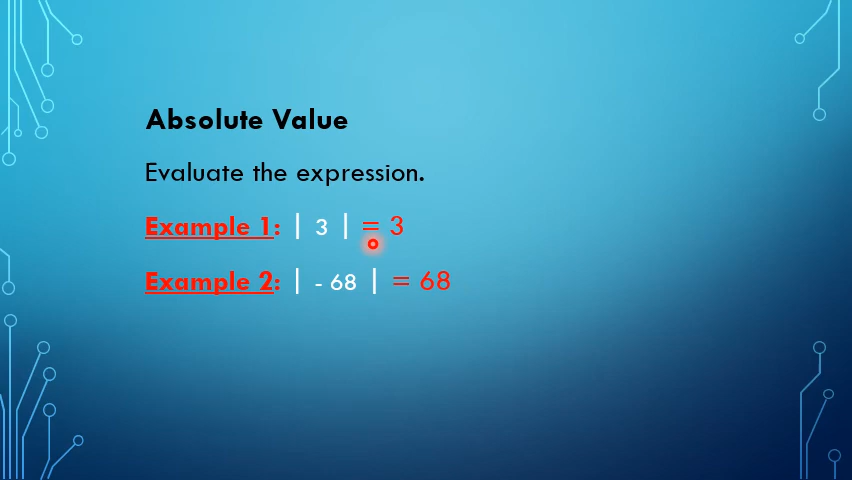 Absolute Value
Evaluate the expression.
Example 1: | 3 | = 3
Example 2: | - 68 | = 68